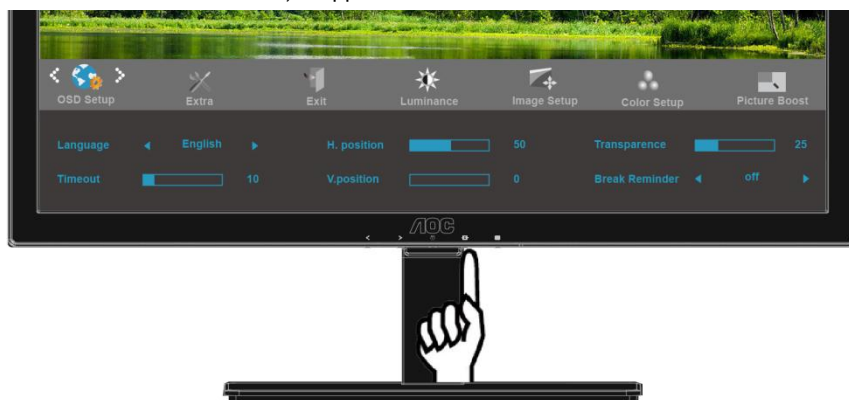 OSD Setup Extra Exit Luminance Image Setup Color Setup Picture Boost
Language English H. position 50 Transparence 25
Timeout 10 V.position 0 Break Reminder off
AOC